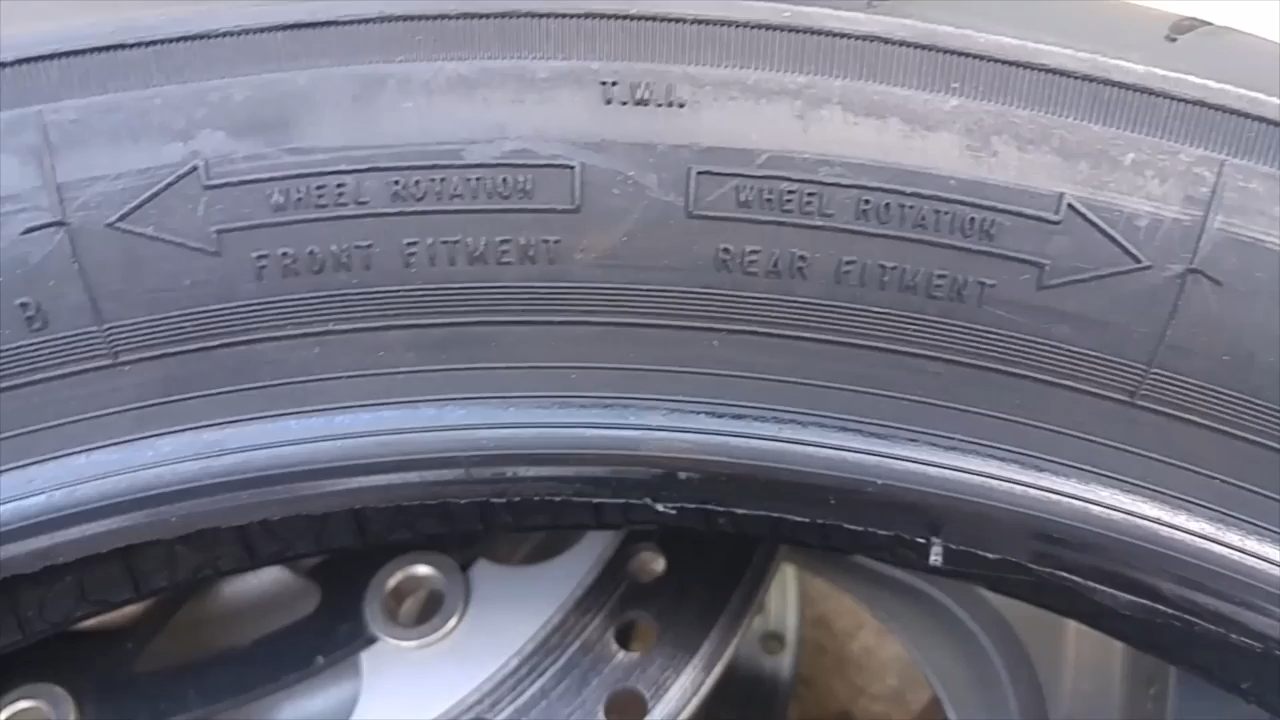 T.W.I.
WHEEL ROTATION
FRONT FITMENT
WHEEL ROTATION
REAR FITMENT
B